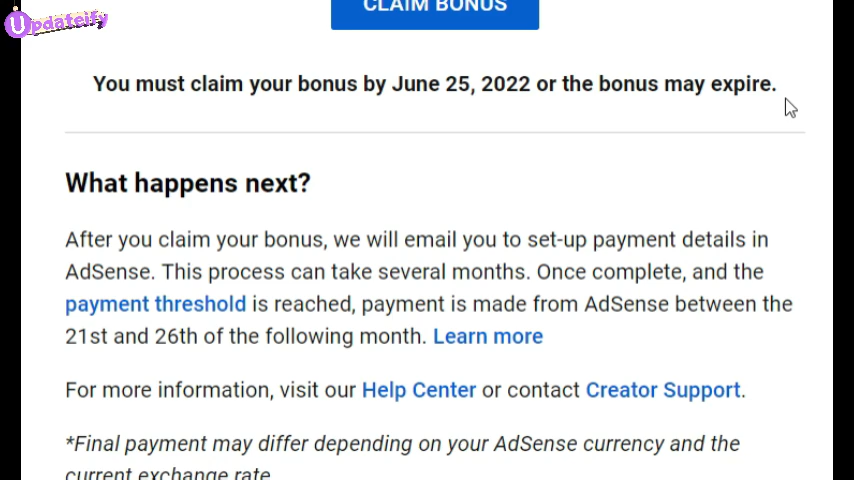 Updateify
CLAIM BONUS
You must claim your bonus by June 25, 2022 or the bonus may expire.
What happens next?
After you claim your bonus, we will email you to set-up payment details in
AdSense. This process can take several months. Once complete, and the
payment threshold is reached, payment is made from AdSense between the
21st and 26th of the following month. Learn more
For more information, visit our Help Center or contact Creator Support.
*Final payment may differ depending on your AdSense currency and the
current exchange rate